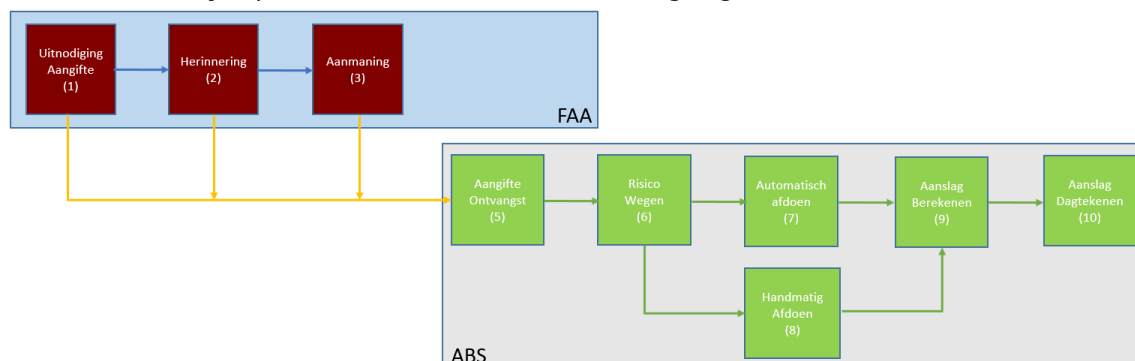 Uitnodiging
Aangifte
(1)
Herinnering
(2)
Aanmaning
(3)
FAA
Aangifte
Ontvangst
(5)
Risico
Wegen
(6)
Automatisch
afdoen
(7)
Aanslag
Berekenen
(9)
Aanslag
Dagtekenen
(10)
Handmatig
Afdoen
(8)
ABS